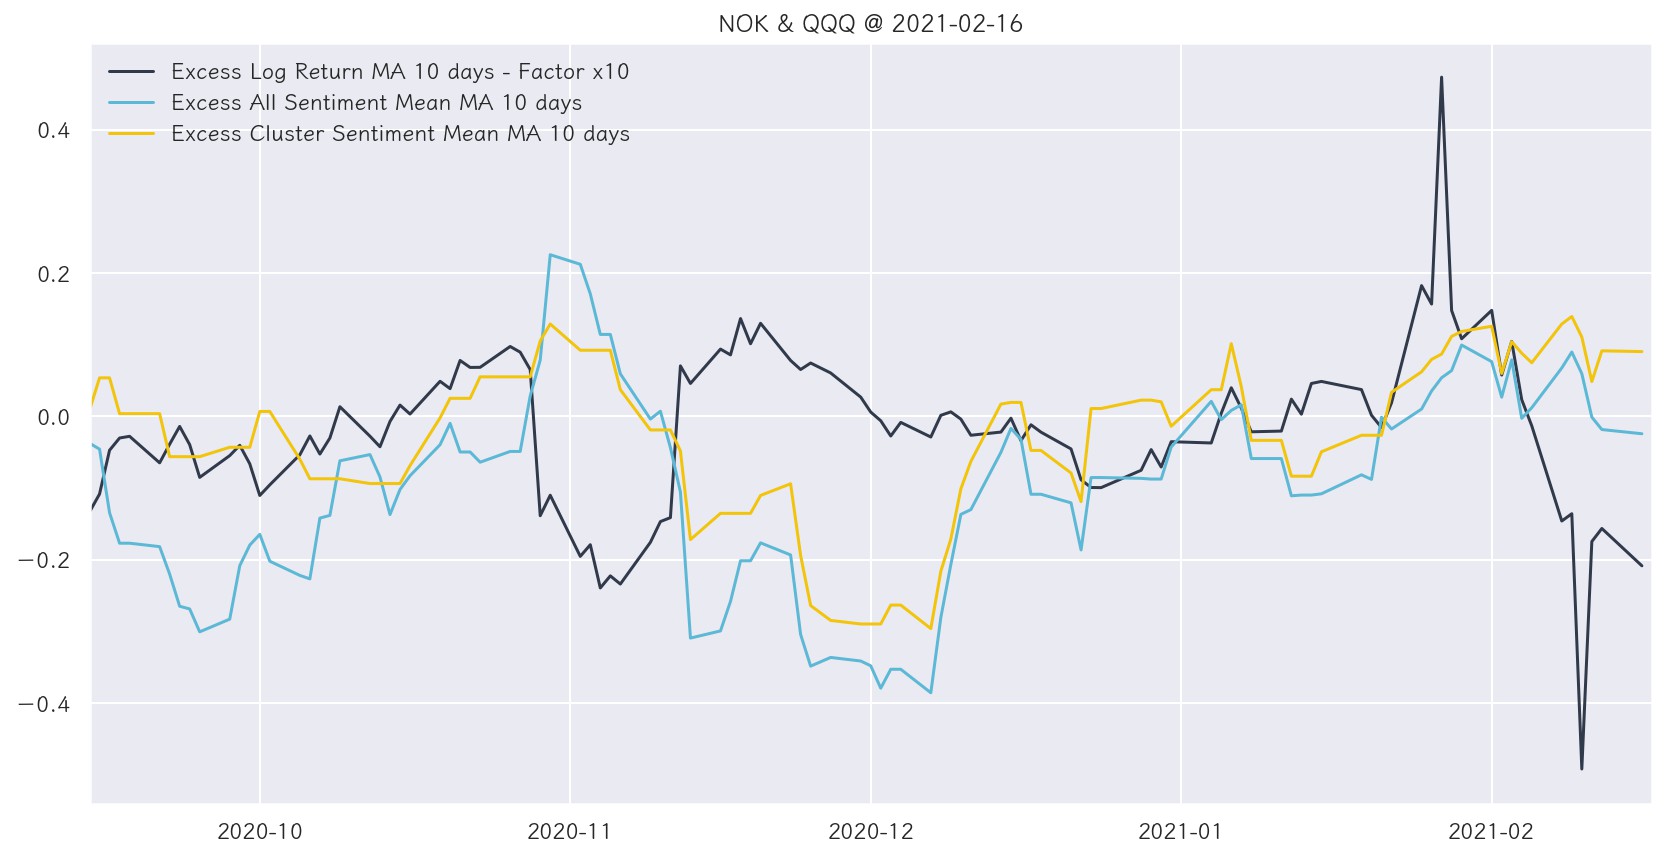 NOK & QQQ @ 2021-02-16
Excess Log Return MA 10 days - Factor x10
Excess All Sentiment Mean MA 10 days
Excess Cluster Sentiment Mean MA 10 days
0.4
0.2
0.0
−0.2
−0.4
2020-10
2020-11
2020-12
2021-01
2021-02